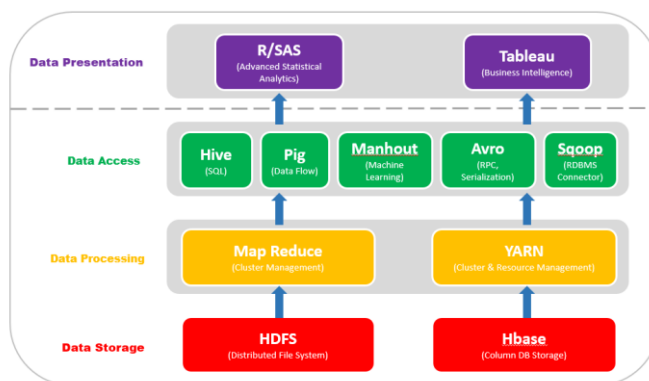 Data Presentation
R/SAS
(Advanced Statistical
Analytics)
Tableau
(Business Intelligence)
Data Access
Hive
(SQL)
Pig
(Data Flow)
Manhout
(Machine
Learning)
Avro
(RPC,
Serialization)
Sqoop
(RDBMS
Connector)
Data Processing
Map Reduce
(Cluster Management)
YARN
(Cluster & Resource Management)
Data Storage
HDFS
(Distributed File System)
Hbase
(Column DB Storage)